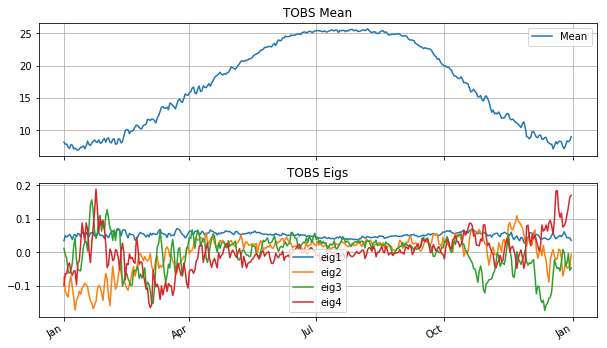 TOBS Mean
25
20
15
10
Mean
TOBS Eigs
0.2
0.1
0.0
−0.1
eig1
eig2
eig3
eig4
Jan
Apr
Jul
Oct
Jan